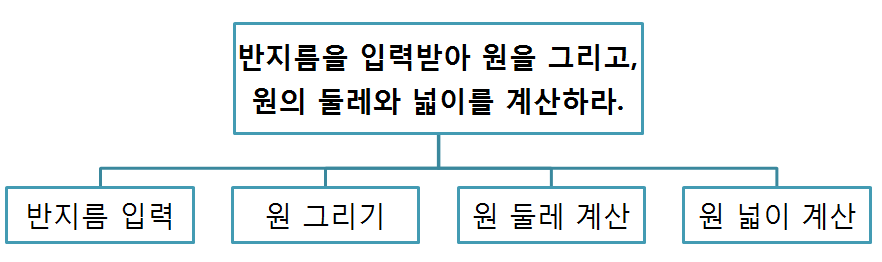 반지름을 입력받아 원을 그리고,
원의 둘레와 넓이를 계산하라.
반지름 입력
원 그리기
원 둘레 계산
원 넓이 계산